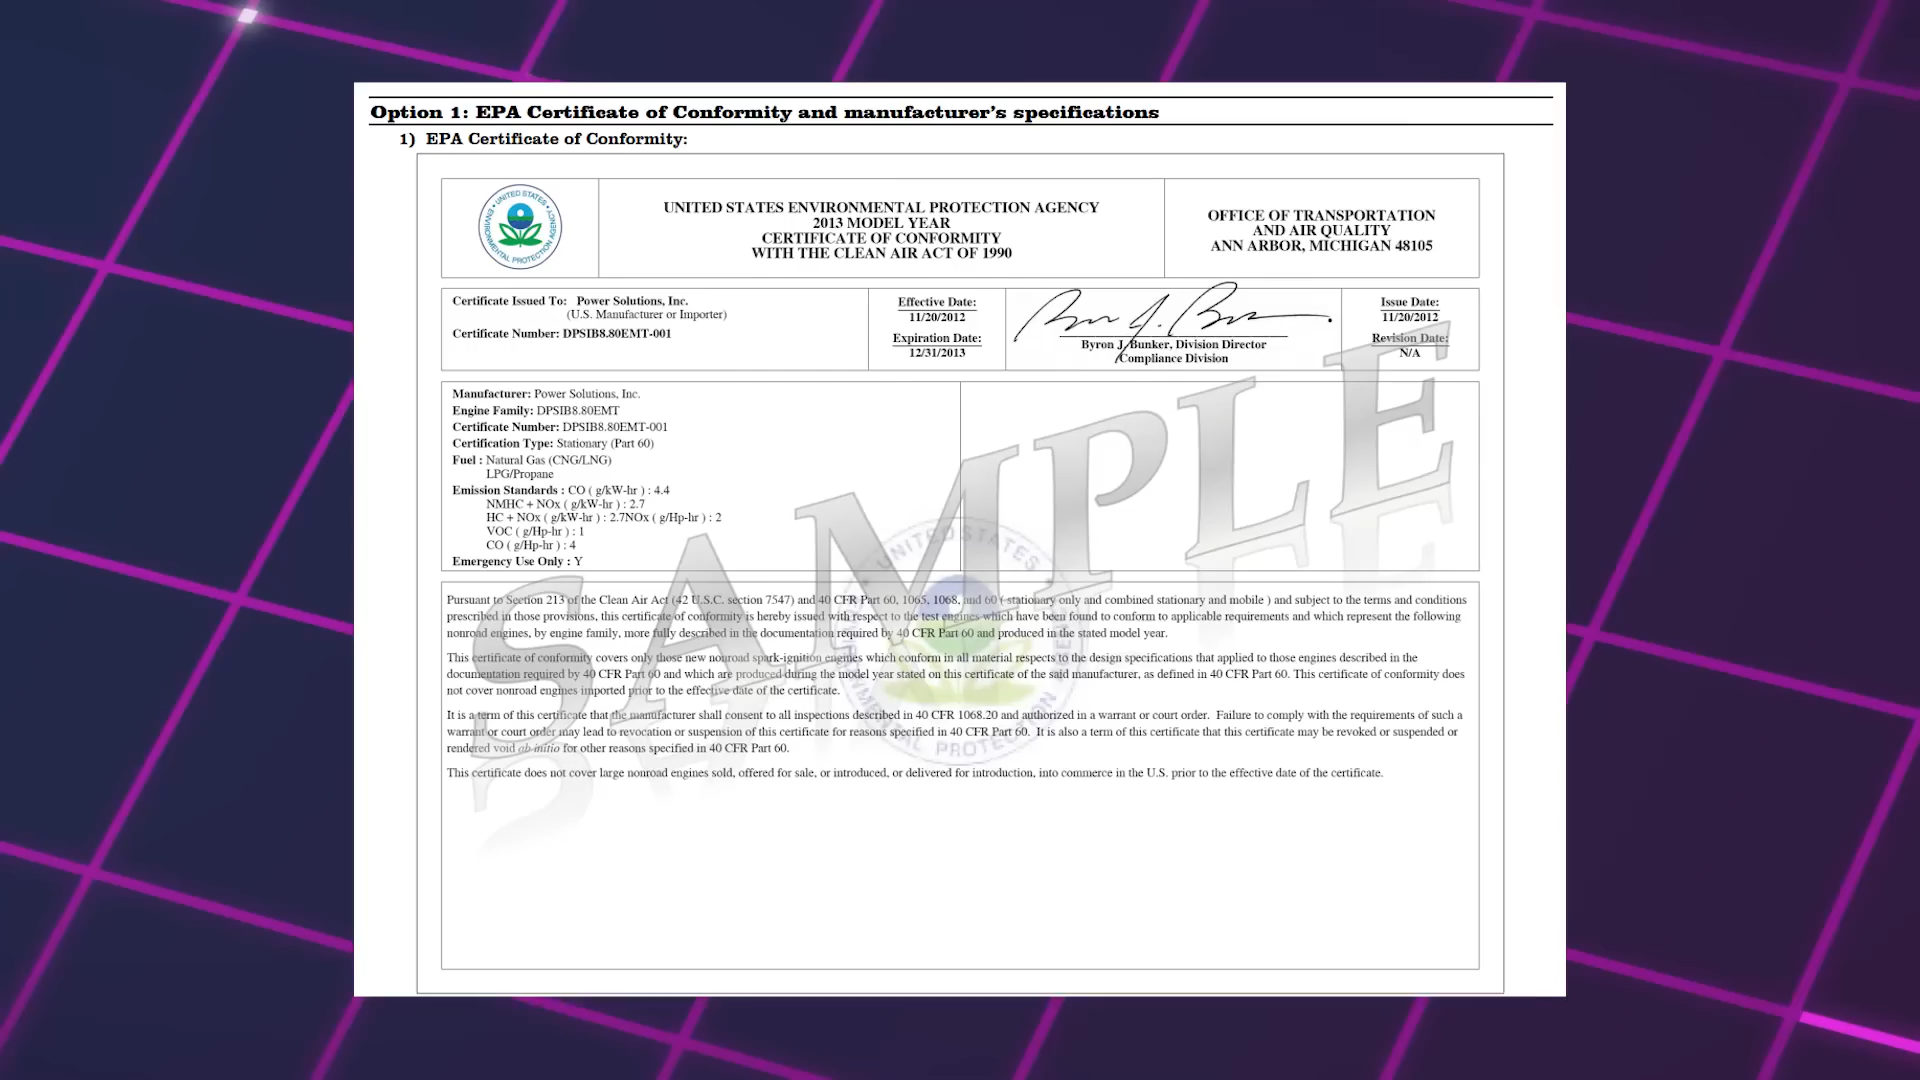 Option 1: EPA Certificate of Conformity and manufacturer's specifications
1) EPA Certificate of Conformity:
UNITED STATES ENVIRONMENTAL PROTECTION AGENCY
2013 MODEL YEAR
CERTIFICATE OF CONFORMITY
WITH THE CLEAN AIR ACT OF 1990
OFFICE OF TRANSPORTATION
AND AIR QUALITY
ANN ARBOR, MICHIGAN 48105
UNITED STATES
ENVIRONMENTAL PROTECTION AGENCY
Certificate Issued To: Power Solutions, Inc.
(U.S. Manufacturer or Importer)
Certificate Number: DPSIB8.80EMT-001
Effective Date:
11/20/2012
Expiration Date:
12/31/2013
Byron J. Bunker, Division Director
Compliance Division
Issue Date:
11/20/2012
Revision Date:
N/A
Manufacturer: Power Solutions, Inc.
Engine Family: DPSIB8.80EMT
Certificate Number: DPSIB8.80EMT-001
Certification Type: Stationary (Part 60)
Fuel : Natural Gas (CNG/LNG)
LPG/Propane
Emission Standards : CO ( g/kW-hr ) : 4.4
NMHC + NOx ( g/kW-hr ) : 2.7
HC + NOx ( g/kW-hr ) : 2.7NOx ( g/Hp-hr ) : 2
VOC ( g/Hp-hr ) : 1
CO ( g/Hp-hr ) : 4
Emergency Use Only : Y
SAMPLE
Pursuant to Section 213 of the Clean Air Act (42 U.S.C. section 7547) and 40 CFR Part 60, 1065, 1068, and 60 ( stationary only and combined stationary and mobile ) and subject to the terms and conditions
prescribed in those provisions, this certificate of conformity is hereby issued with respect to the test engines which have been found to conform to applicable requirements and which represent the following
nonroad engines, by engine family, more fully described in the documentation required by 40 CFR Part 60 and produced in the stated model year.
This certificate of conformity covers only those new nonroad spark-ignition engines which conform in all material respects to the design specifications that applied to those engines described in the
documentation required by 40 CFR Part 60 and which are produced during the model year stated on this certificate of the said manufacturer, as defined in 40 CFR Part 60. This certificate of conformity does
not cover nonroad engines imported prior to the effective date of the certificate.
It is a term of this certificate that the manufacturer shall consent to all inspections described in 40 CFR 1068.20 and authorized in a warrant or court order. Failure to comply with the requirements of such a
warrant or court order may lead to revocation or suspension of this certificate for reasons specified in 40 CFR Part 60. It is also a term of this certificate that this certificate may be revoked or suspended or
rendered void ab initio for other reasons specified in 40 CFR Part 60.
This certificate does not cover large nonroad engines sold, offered for sale, or introduced, or delivered for introduction, into commerce in the U.S. prior to the effective date of the certificate.